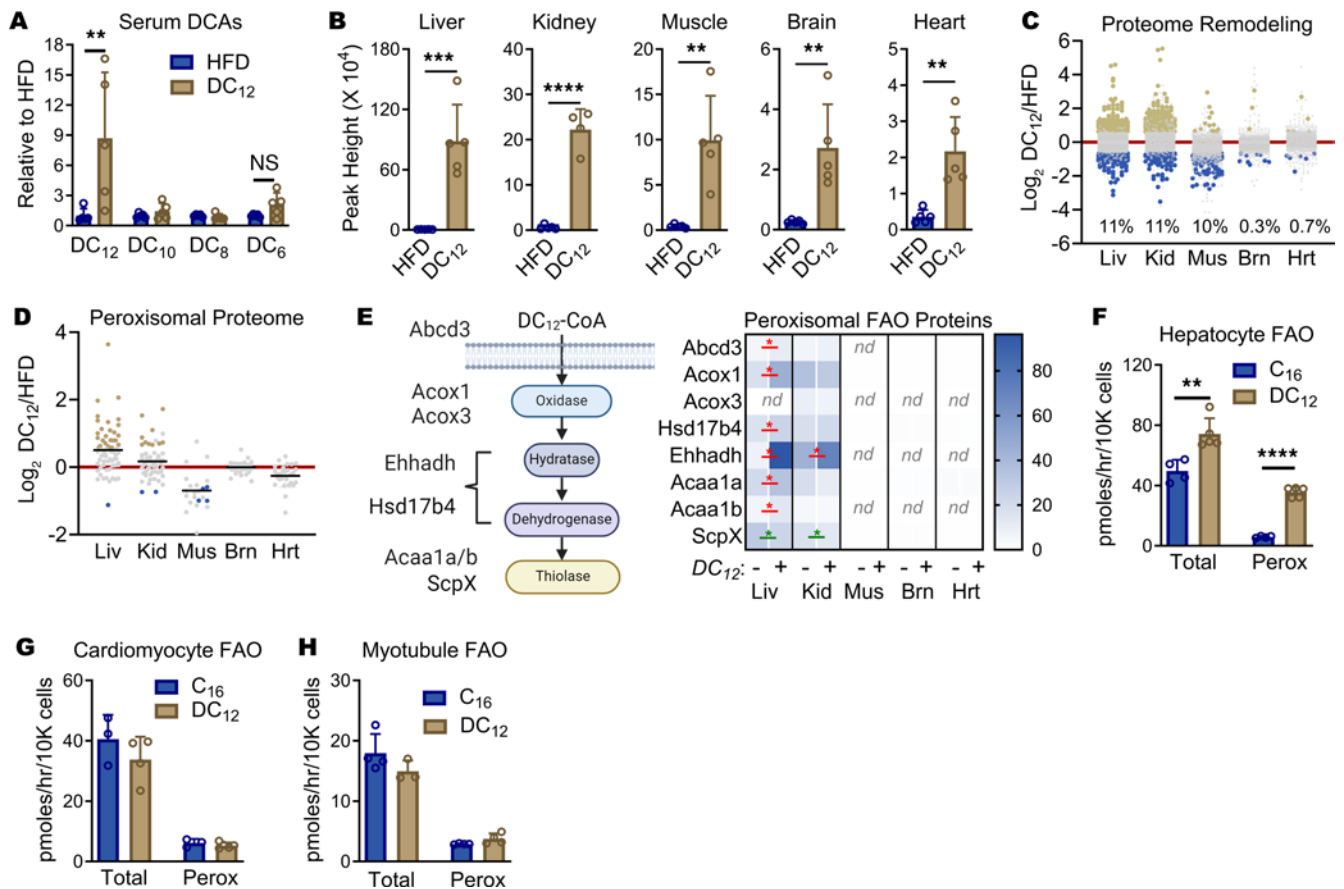 A
Serum DCAs
Relative to HFD
18
15
12
9
6
3
0
**
HFD
DC12
NS
DC12 DC10 DC8 DC6
B
Peak Height (X 10^4)
Liver
180
120
60
0
***
HFD DC12
Kidney
40
30
20
10
0
****
HFD DC12
Muscle
20
15
10
5
0
**
HFD DC12
Brain
8
6
4
2
0
**
HFD DC12
Heart
6
4
2
0
**
HFD DC12
C
Proteome Remodeling
Log2 DC12/HFD
6
4
2
0
-2
-4
-6
11% 11% 10% 0.3% 0.7%
Liv Kid Mus Brn Hrt
D
Peroxisomal Proteome
Log2 DC12/HFD
4
2
0
-2
Liv Kid Mus Brn Hrt
E
Abcd3
DC12-CoA
Acox1
Acox3
Oxidase
Ehhadh
Hydratase
Hsd17b4
Dehydrogenase
Acaa1a/b
ScpX
Thiolase
Peroxisomal FAO Proteins
Abcd3 * nd
Acox1 *
Acox3 nd nd nd nd
Hsd17b4 *
Ehhadh * * nd nd nd
Acaa1a *
Acaa1b * nd nd nd
ScpX * *
DC12: - + - + - + - + - +
Liv Kid Mus Brn Hrt
80
60
40
20
0
F
Hepatocyte FAO
C16
DC12
pmoles/hr/10K cells
120
80
40
0
**
****
Total Perox
G
Cardiomyocyte FAO
C16
DC12
pmoles/hr/10K cells
60
40
20
0
Total Perox
H
Myotubule FAO
C16
DC12
pmoles/hr/10K cells
30
20
10
0
Total Perox